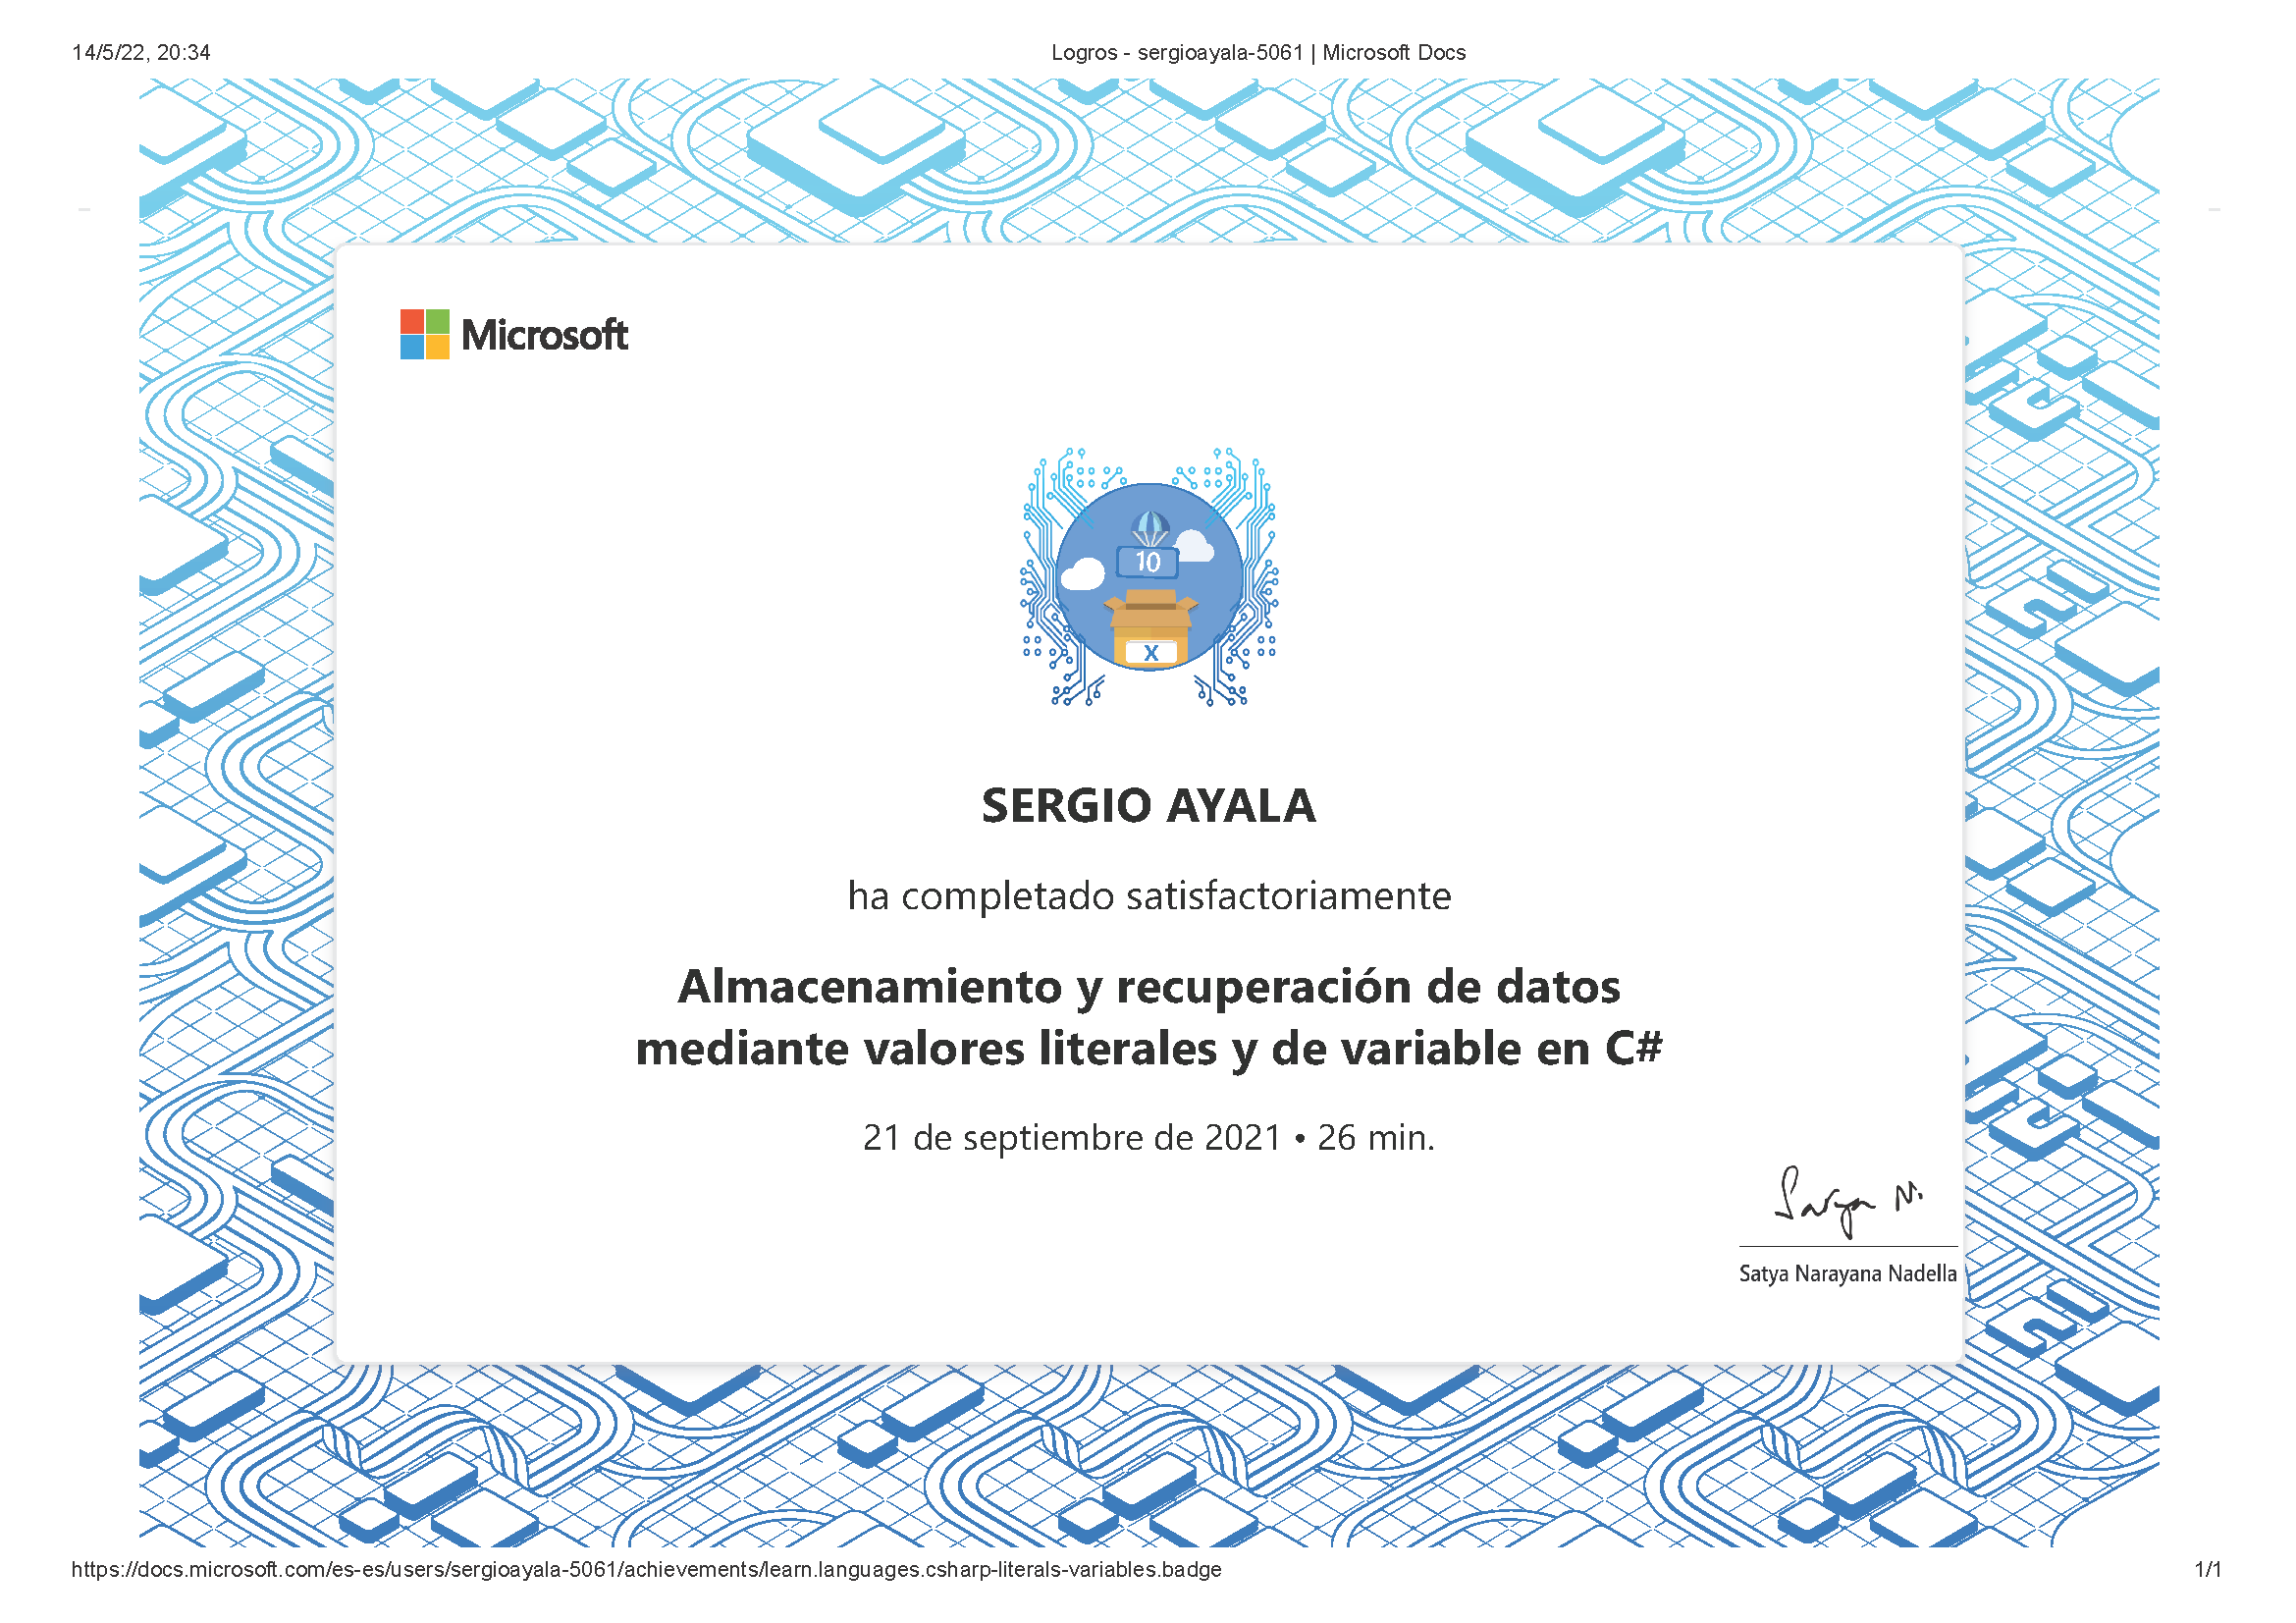 14/5/22, 20:34
Logros - sergioayala-5061 | Microsoft Docs
Microsoft
10
X
SERGIO AYALA
ha completado satisfactoriamente
Almacenamiento y recuperación de datos
mediante valores literales y de variable en C#
21 de septiembre de 2021 • 26 min.
Satya N.
Satya Narayana Nadella
https://docs.microsoft.com/es-es/users/sergioayala-5061/achievements/learn.languages.csharp-literals-variables.badge
1/1